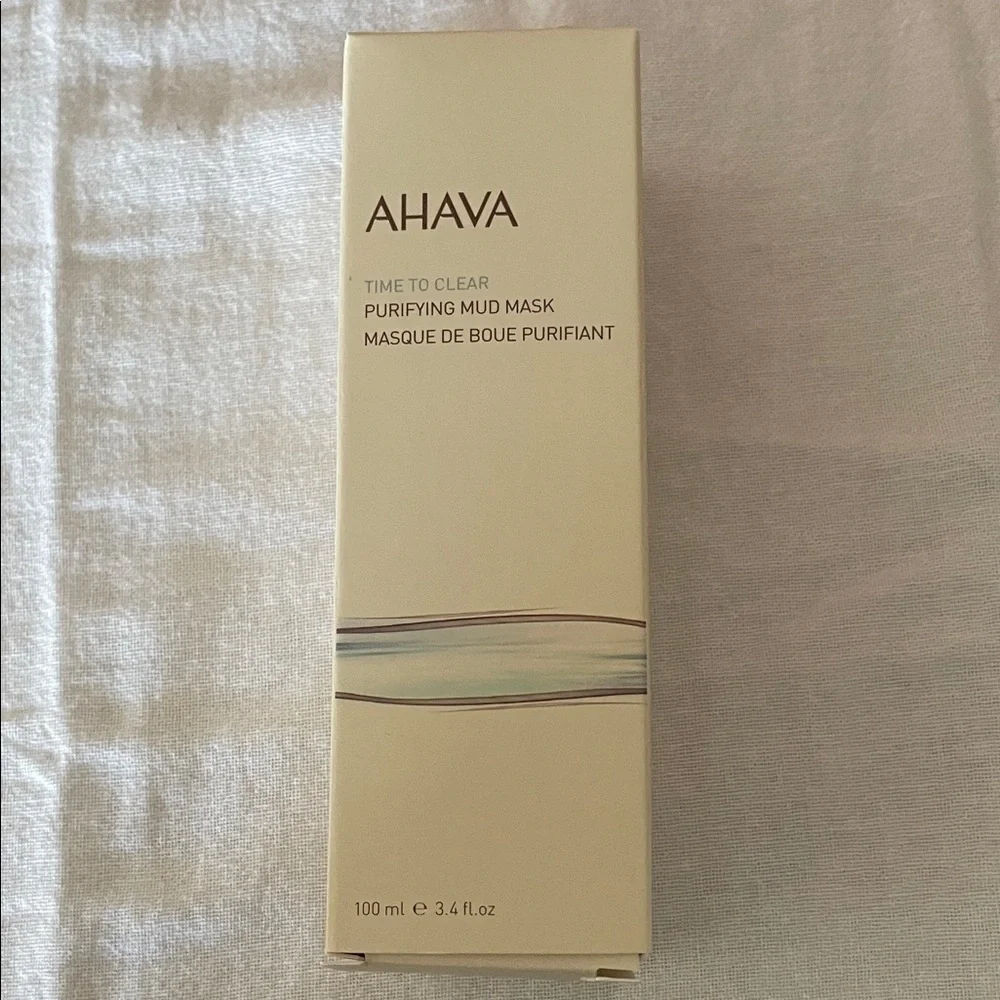 AHAVA
TIME TO CLEAR
PURIFYING MUD MASK
MASQUE DE BOUE PURIFIANT
100 ml ℮ 3.4 fl.oz